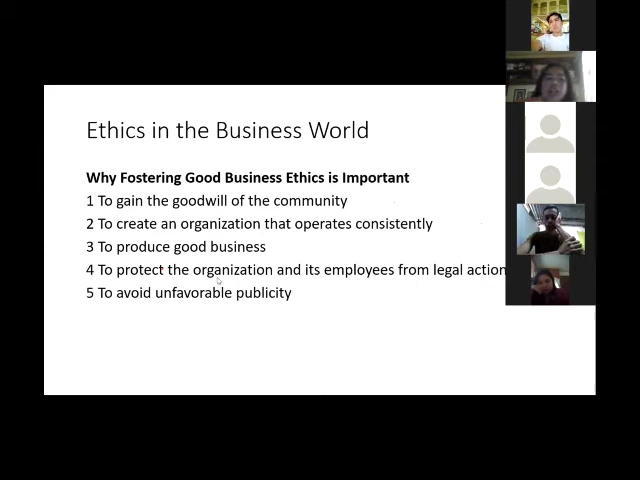 Ethics in the Business World
Why Fostering Good Business Ethics is Important
1 To gain the goodwill of the community
2 To create an organization that operates consistently
3 To produce good business
4 To protect the organization and its employees from legal action
5 To avoid unfavorable publicity